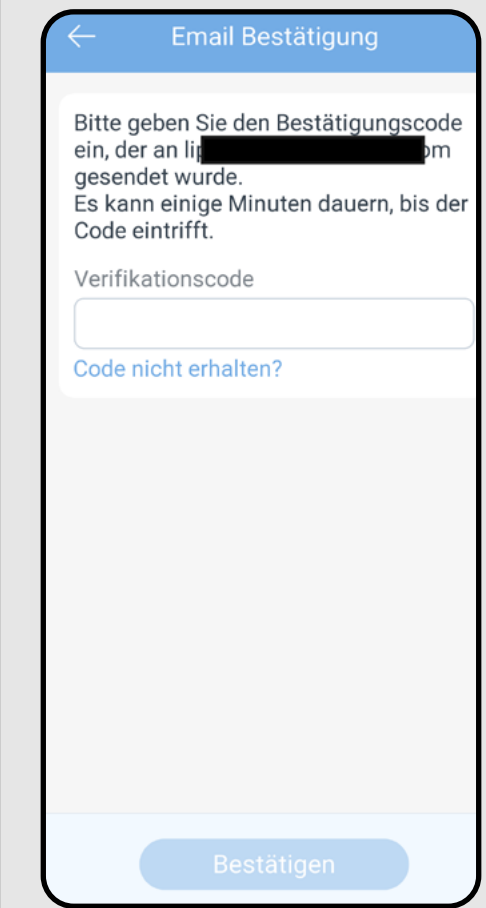 Email Bestätigung
Bitte geben Sie den Bestätigungscode
ein, der an
gesendet wurde.
Es kann einige Minuten dauern, bis der
Code eintrifft.
Verifikationscode
Code nicht erhalten?
Bestätigen